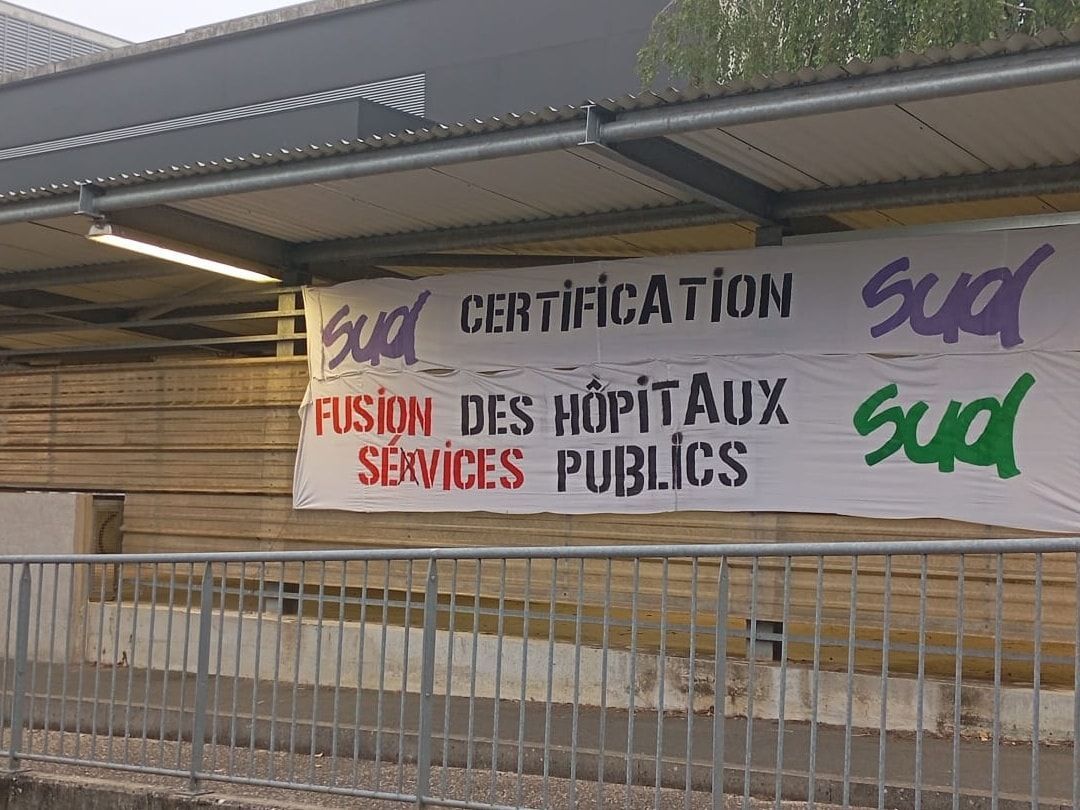 sud CERTIFICATION sud
FUSION DES HÔPITAUX sud
SÉRVICES PUBLICS